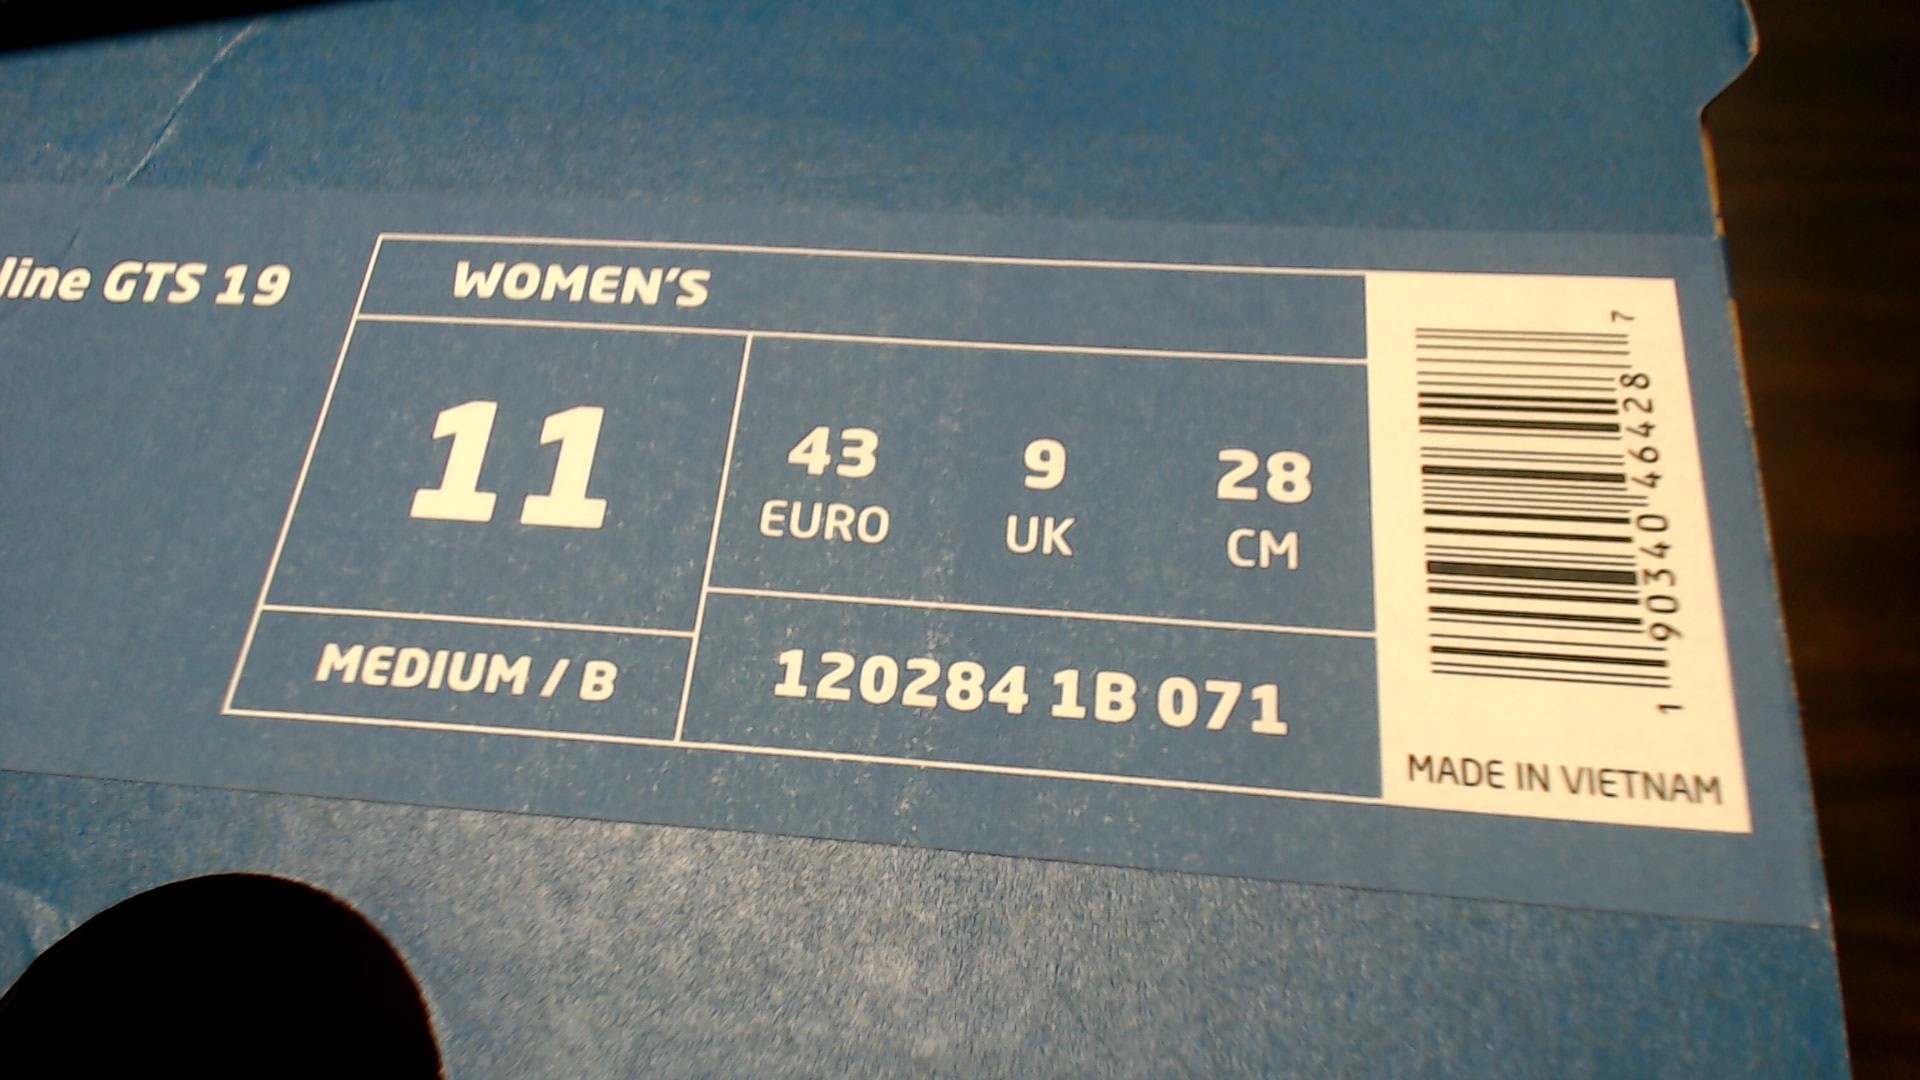 line GTS 19
WOMEN'S
11
43 9 28
EURO UK CM
MEDIUM / B
120284 1B 071
1 90340 46428 7
MADE IN VIETNAM